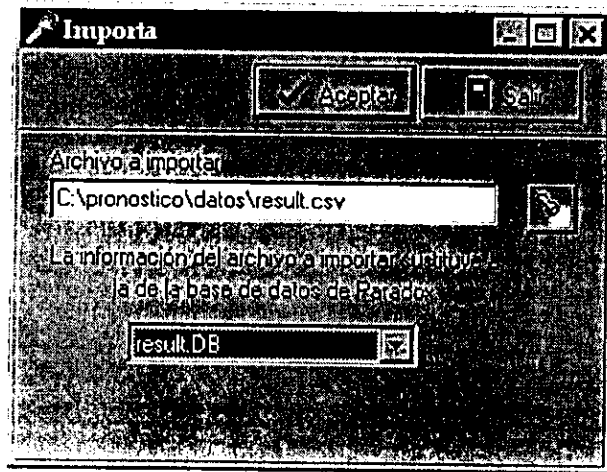 Importa
Aceptar
Salir
Archivo a importar
C:\pronostico\datos\result.csv
La información del archivo a importar sustituye
la de la base de datos de Paradox
result.DB